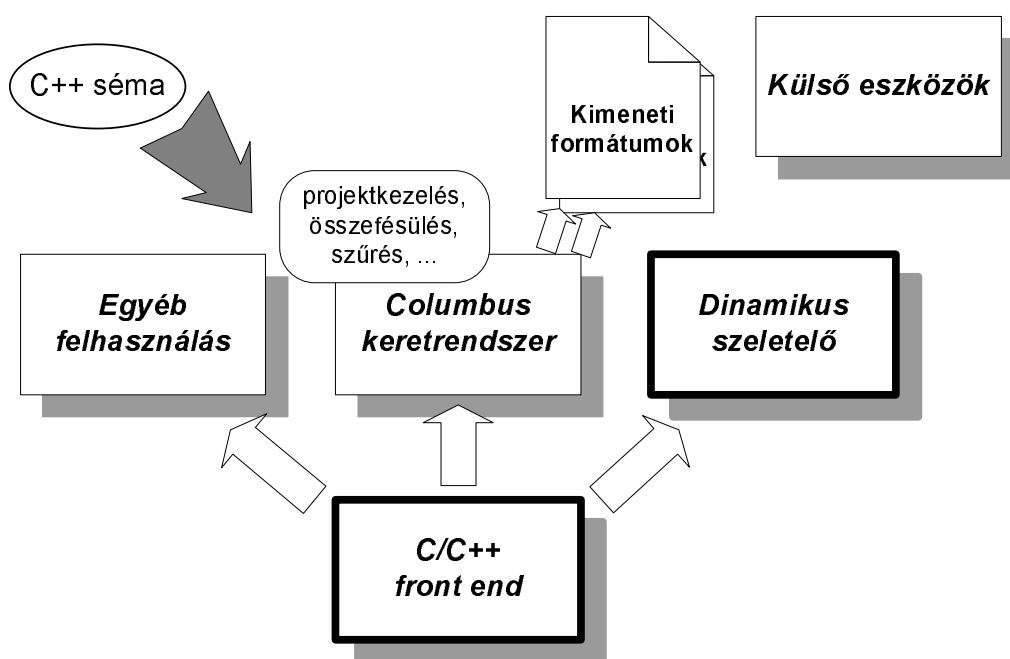 C++ séma
Kimeneti
formátumok
Külső eszközök
projektkezelés,
összefésülés,
szűrés, ...
Egyéb
felhasználás
Columbus
keretrendszer
Dinamikus
szeletelő
C/C++
front end